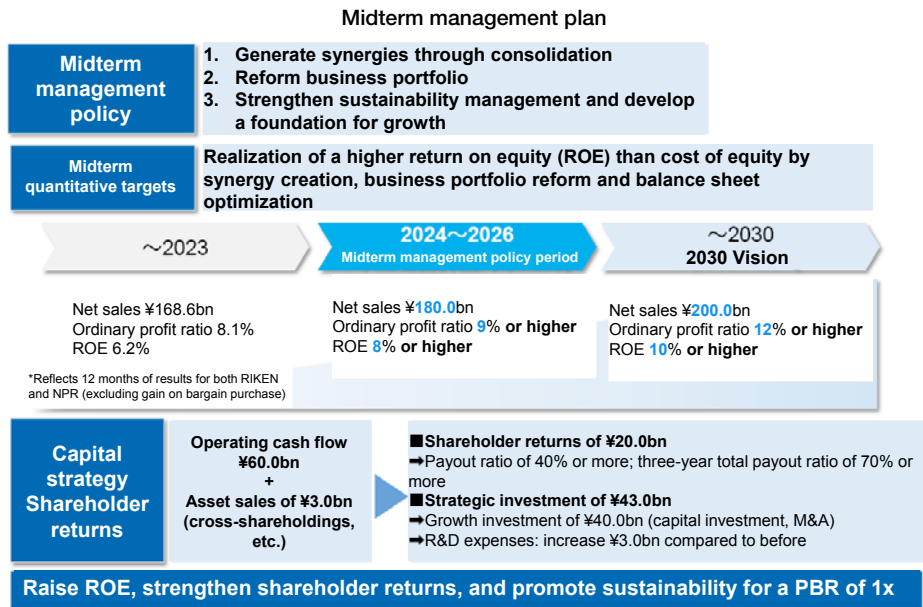 Midterm management plan
Midterm
management
policy
1. Generate synergies through consolidation
2. Reform business portfolio
3. Strengthen sustainability management and develop
a foundation for growth
Midterm
quantitative targets
Realization of a higher return on equity (ROE) than cost of equity by
synergy creation, business portfolio reform and balance sheet
optimization
～2023
2024～2026
Midterm management policy period
～2030
2030 Vision
Net sales ¥168.6bn
Ordinary profit ratio 8.1%
ROE 6.2%
*Reflects 12 months of results for both RIKEN
and NPR (excluding gain on bargain purchase)
Net sales ¥180.0bn
Ordinary profit ratio 9% or higher
ROE 8% or higher
Net sales ¥200.0bn
Ordinary profit ratio 12% or higher
ROE 10% or higher
Capital
strategy
Shareholder
returns
Operating cash flow
¥60.0bn
+
Asset sales of ¥3.0bn
(cross-shareholdings,
etc.)
■Shareholder returns of ¥20.0bn
➡Payout ratio of 40% or more; three-year total payout ratio of 70% or
more
■Strategic investment of ¥43.0bn
➡Growth investment of ¥40.0bn (capital investment, M&A)
➡R&D expenses: increase ¥3.0bn compared to before
Raise ROE, strengthen shareholder returns, and promote sustainability for a PBR of 1x